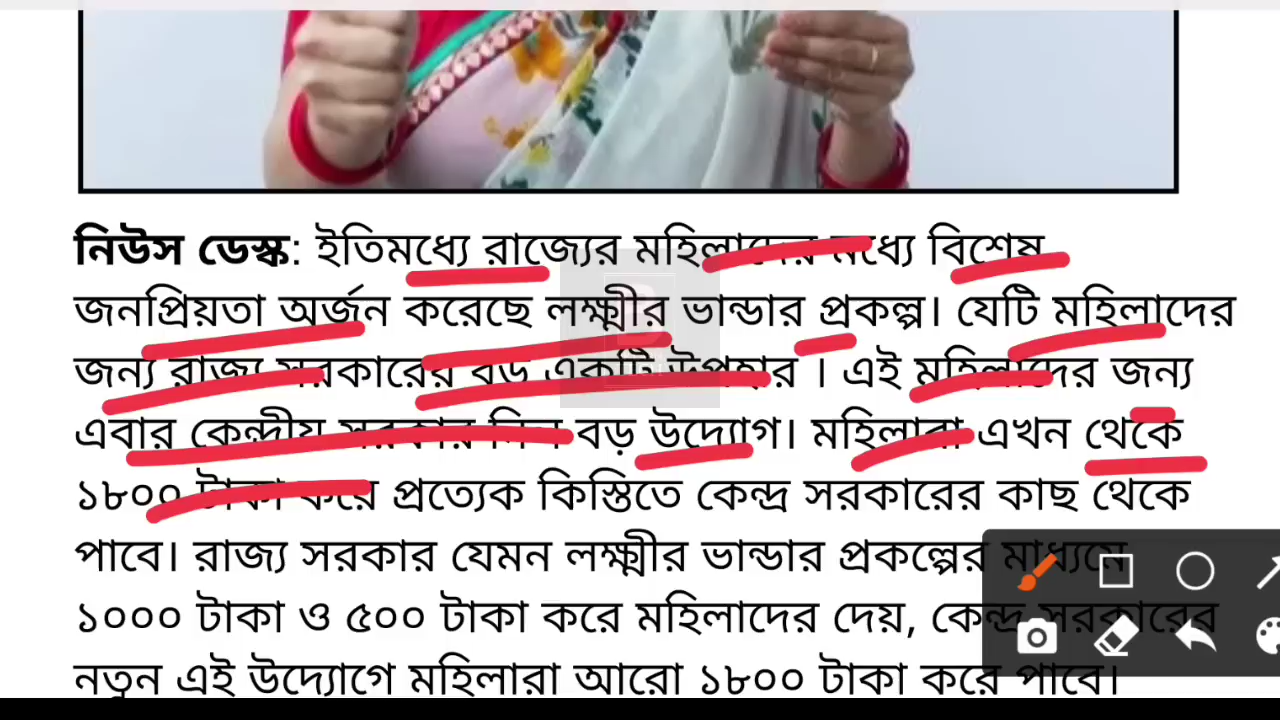 নিউস ডেস্ক: ইতিমধ্যে রাজ্যের মহিলাদের মধ্যে বিশেষ
জনপ্রিয়তা অর্জন করেছে লক্ষ্মীর ভান্ডার প্রকল্প। যেটি মহিলাদের
জন্য রাজ্য সরকারের বড় একটি উপহার । এই মহিলাদের জন্য
এবার কেন্দ্রীয় সরকার নিল বড় উদ্যোগ। মহিলারা এখন থেকে
১৮০০ টাকা করে প্রত্যেক কিস্তিতে কেন্দ্র সরকারের কাছ থেকে
পাবে। রাজ্য সরকার যেমন লক্ষ্মীর ভান্ডার প্রকল্পের মাধ্যমে
১০০০ টাকা ও ৫০০ টাকা করে মহিলাদের দেয়, কেন্দ্র সরকারের
নতুন এই উদ্যোগে মহিলারা আরো ১৮০০ টাকা করে পাবে।